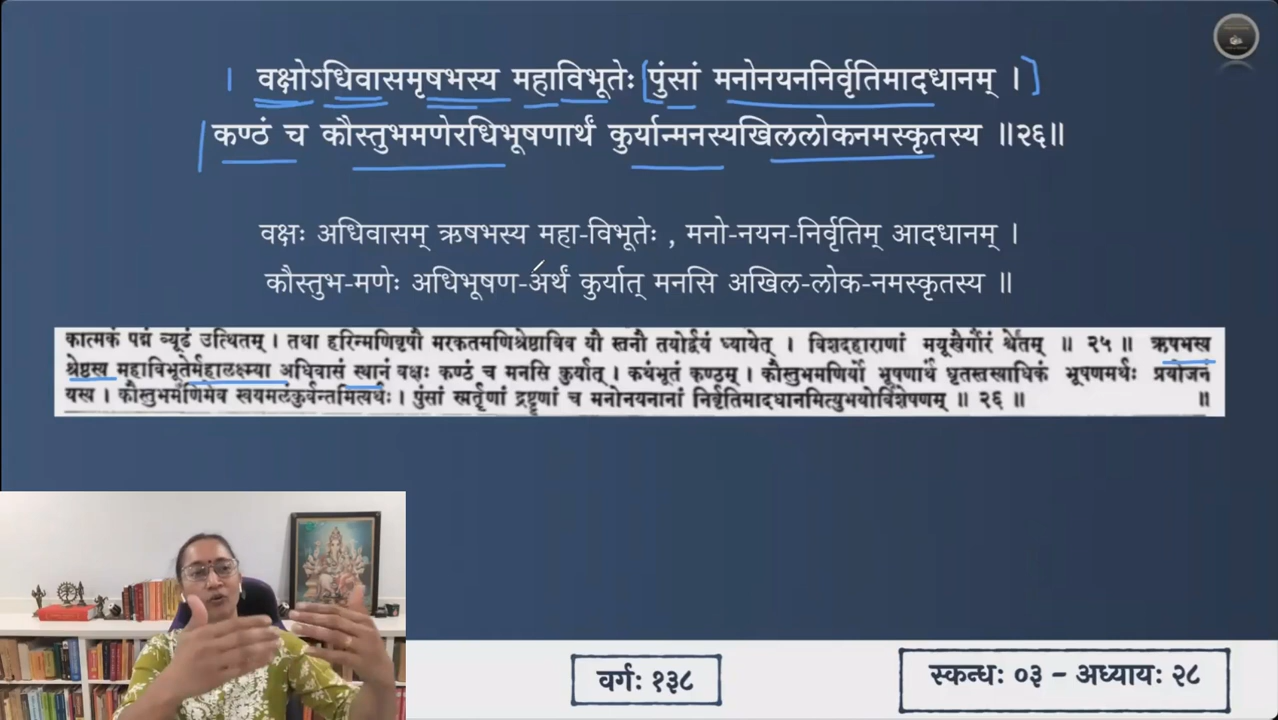 वक्षोऽधिवासमृषभस्य महाविभूतेः पुंसां मनोनयननिर्वृतिमादधानम् ।
कण्ठं च कौस्तुभमणेरधिभूषणार्थं कुर्यान्मनस्यखिललोकनमस्कृतस्य ॥२६॥
वक्षः अधिवासम् ऋषभस्य महा-विभूतेः , मनो-नयन-निर्वृतिम् आदधानम् ।
कौस्तुभ-मणेः अधिभूषण-अर्थं कुर्यात् मनसि अखिल-लोक-नमस्कृतस्य ॥
कात्मकं पद्मं व्यूढं उत्थितम् । तथा हरिन्मणिवृषौ मरकतमणिश्रेष्ठाविव यौ स्तनौ तयोर्द्वयं ध्यायेत् । विशदहाराणां मयूखैर्गौरं श्वेतम् ॥ २५ ॥ ऋषभस्य
श्रेष्ठस्य महाविभूतेर्महालक्ष्म्या अधिवासं स्थानं वक्षः कण्ठं च मनसि कुर्यात् । कथंभूतं कण्ठम् । कौस्तुभमणिर्यो भूषणार्थं धृतस्तस्याधिकं भूषणमर्थः प्रयोजनं
यस्य । कौस्तुभमणिमेव स्वयमलंकुर्वन्तमित्यर्थः । पुंसां स्मर्तॄणां द्रष्टॄणां च मनोनयनानां निर्वृतिमादधानमित्युभयोर्विशेषणम् ॥ २६ ॥ ॥
वर्गः १३८
स्कन्धः ०३ - अध्यायः २८